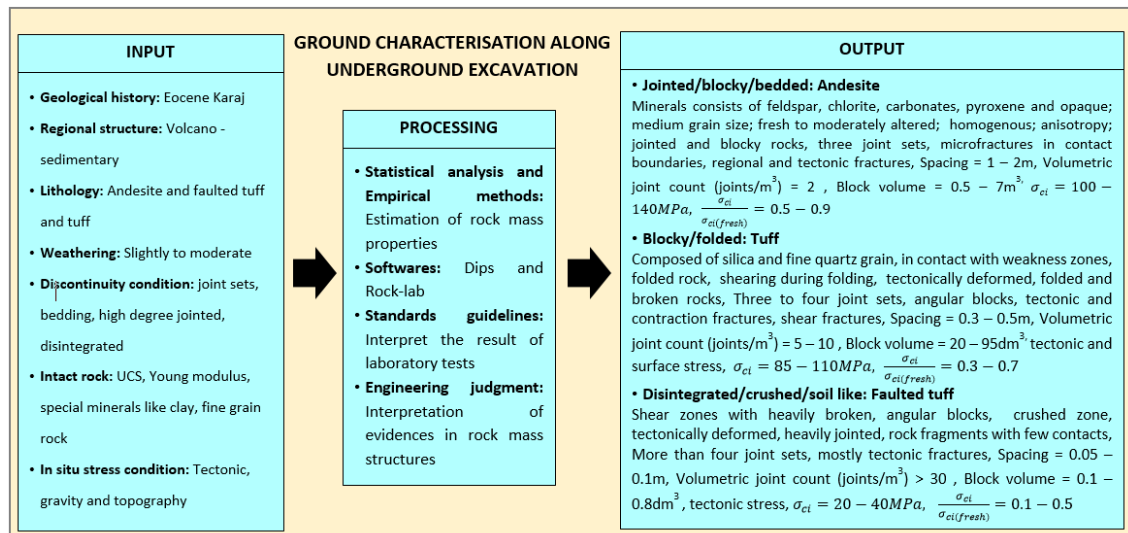 GROUND CHARACTERISATION ALONG
UNDERGROUND EXCAVATION
INPUT
• Geological history: Eocene Karaj
• Regional structure: Volcano -
sedimentary
• Lithology: Andesite and faulted tuff
and tuff
• Weathering: Slightly to moderate
• Discontinuity condition: joint sets,
bedding, high degree jointed,
disintegrated
• Intact rock: UCS, Young modulus,
special minerals like clay, fine grain
rock
• In situ stress condition: Tectonic,
gravity and topography
PROCESSING
• Statistical analysis and
Empirical methods:
Estimation of rock mass
properties
• Softwares: Dips and
Rock-lab
• Standards guidelines:
Interpret the result of
laboratory tests
• Engineering judgment:
Interpretation of
evidences in rock mass
structures
OUTPUT
• Jointed/blocky/bedded: Andesite
Minerals consists of feldspar, chlorite, carbonates, pyroxene and opaque;
medium grain size; fresh to moderately altered; homogenous; anisotropy;
jointed and blocky rocks, three joint sets, microfractures in contact
boundaries, regional and tectonic fractures, Spacing = 1 – 2m, Volumetric
joint count (joints/m³) = 2 , Block volume = 0.5 – 7m³, σci = 100 –
140MPa, σci/σci(fresh) = 0.5 – 0.9
• Blocky/folded: Tuff
Composed of silica and fine quartz grain, in contact with weakness zones,
folded rock, shearing during folding, tectonically deformed, folded and
broken rocks, Three to four joint sets, angular blocks, tectonic and
contraction fractures, shear fractures, Spacing = 0.3 – 0.5m, Volumetric
joint count (joints/m³) = 5 – 10 , Block volume = 20 – 95dm³, tectonic and
surface stress, σci = 85 – 110MPa, σci/σci(fresh) = 0.3 – 0.7
• Disintegrated/crushed/soil like: Faulted tuff
Shear zones with heavily broken, angular blocks, crushed zone,
tectonically deformed, heavily jointed, rock fragments with few contacts,
More than four joint sets, mostly tectonic fractures, Spacing = 0.05 –
0.1m, Volumetric joint count (joints/m³) > 30 , Block volume = 0.1 –
0.8dm³ , tectonic stress, σci = 20 – 40MPa, σci/σci(fresh) = 0.1 – 0.5